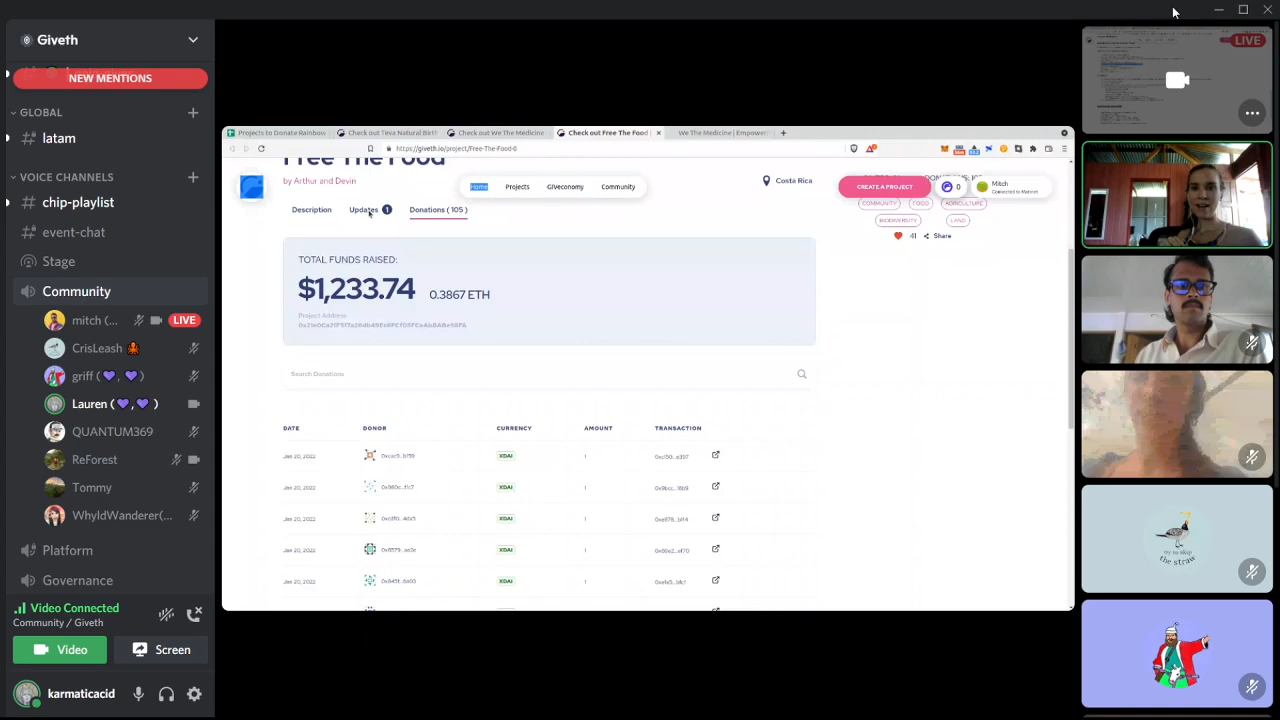 Giveth
NEW MENTIONS
GLOBAL
latam
chip-playlist
events
Stage
Community
mitch
LIVE
CrisLeash
griff (💜 💜)
Lauren (💜,💜 )
QUANTUM369
ReFose...
Tommy
WhyldWanderer(...
Platform
Governance
Video Connected
Community / Giveth
Video
Screen
karmaticacid
Projects to Donate Rainbow
Check out Teva Natural Birt
Check out We The Medicine
Check out Free The Food
We The Medicine | Empower
https://giveth.io/project/Free-The-Food-0
Free The Food
by Arthur and Devin
Home
Projects
GIVeconomy
Community
Costa Rica
CREATE A PROJECT
0
Mitch
Connected to Mainnet
COMMUNITY
FOOD
AGRICULTURE
BIODIVERSITY
LAND
41
Share
Description
Updates 1
Donations ( 105 )
TOTAL FUNDS RAISED:
$1,233.74 0.3867 ETH
Project Address
Search Donations
DATE DONOR CURRENCY AMOUNT TRANSACTION
Jan 20, 2022 XDAI 1
Jan 20, 2022 XDAI 1
Jan 20, 2022 XDAI 1
Jan 20, 2022 XDAI 1
Jan 20, 2022 XDAI 1
LIVE
try to skip
the straw